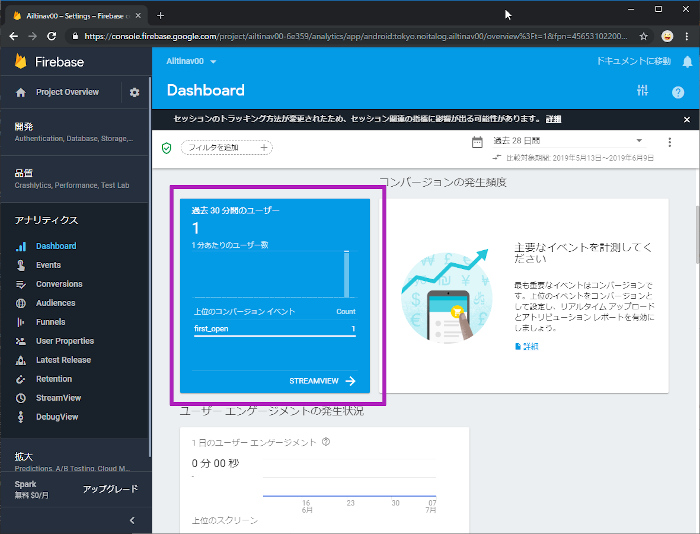 Ailtinav00 – Settings – Firebase c
https://console.firebase.google.com/project/ailtinav00-6e359/analytics/app/android:tokyo.noitalog.ailtinav00/overview%3Ft=1&fpn=45653102200...
Firebase
Project Overview
開発
Authentication, Database, Storage,...
品質
Crashlytics, Performance, Test Lab
アナリティクス
Dashboard
Events
Conversions
Audiences
Funnels
User Properties
Latest Release
Retention
StreamView
DebugView
拡大
Predictions, A/B Testing, Cloud M...
Spark
無料 $0/月
アップグレード
Ailtinav00
ドキュメントに移動
Dashboard
セッションのトラッキング方法が変更されたため、セッション関連の指標に影響が出る可能性があります。 詳細
フィルタを追加
過去 28 日間
比較対象期間: 2019年5月13日～2019年6月9日
コンバージョンの発生頻度
過去 30 分間のユーザー
1
1 分あたりのユーザー数
上位のコンバージョン イベント Count
first_open 1
STREAMVIEW
主要なイベントを計測してく
ださい
最も重要なイベントはコンバージョンで
す。上位のイベントをコンバージョンと
して設定し、リアルタイム アップロード
とアトリビューション レポートを有効に
しましょう。
詳細
ユーザー エンゲージメントの発生状況
1 日のユーザー エンゲージメント
0 分 00 秒
-
16 23 30 07
6月 7月
上位のスクリーン